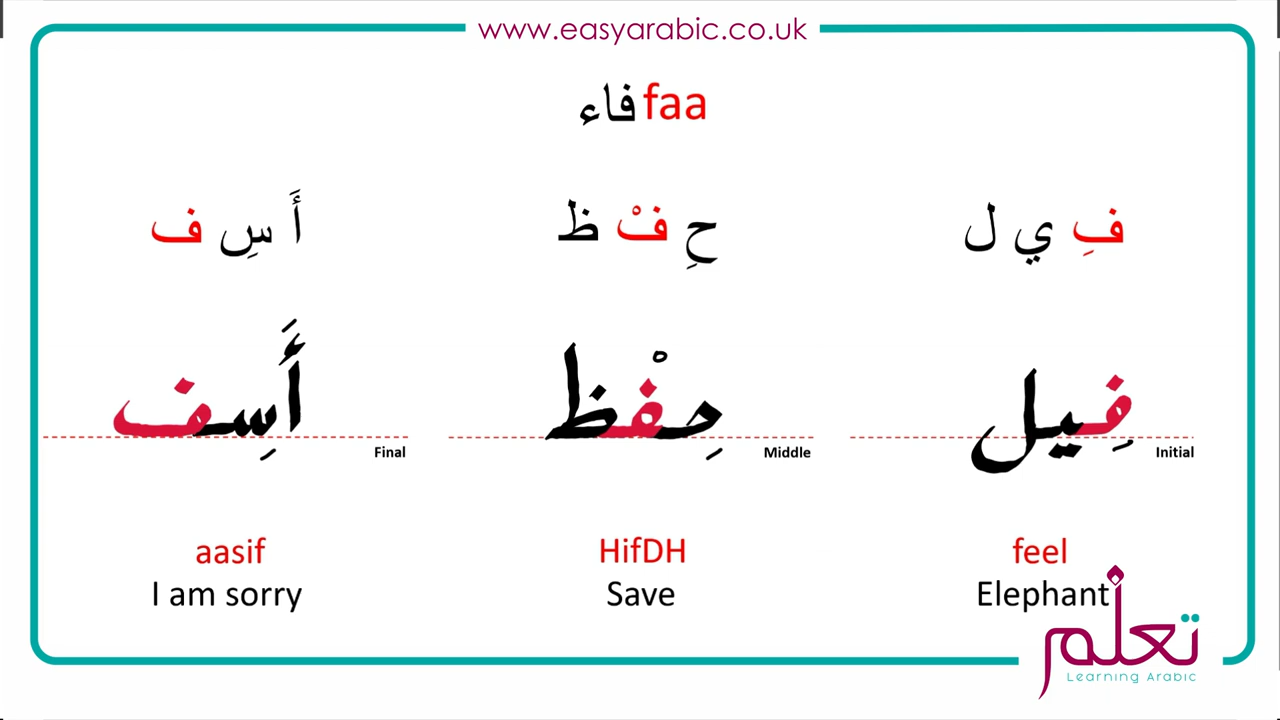 www.easyarabic.co.uk
faa فاء
فِ ي ل
حِ فْ ظ
أَ سِ ف
فِيل
حِفْظ
أَسِف
Initial
Middle
Final
feel
Elephant
HifDH
Save
aasif
I am sorry
تعلم
Learning Arabic